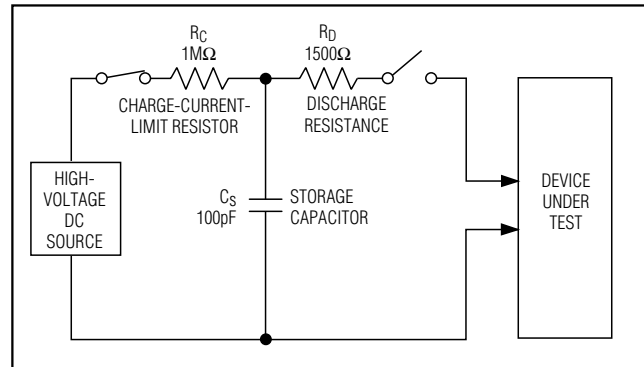 RC
1MΩ
CHARGE-CURRENT-
LIMIT RESISTOR
RD
1500Ω
DISCHARGE
RESISTANCE
HIGH-
VOLTAGE
DC
SOURCE
CS
100pF
STORAGE
CAPACITOR
DEVICE
UNDER
TEST